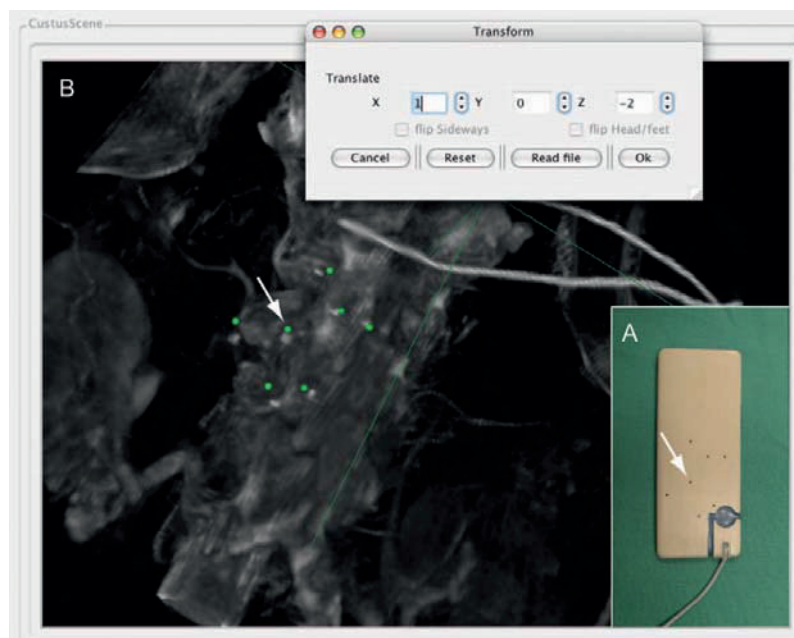 CustusScene
Transform
B
Translate
X 1 Y 0 Z -2
flip Sideways flip Head/feet
Cancel Reset Read file Ok
A